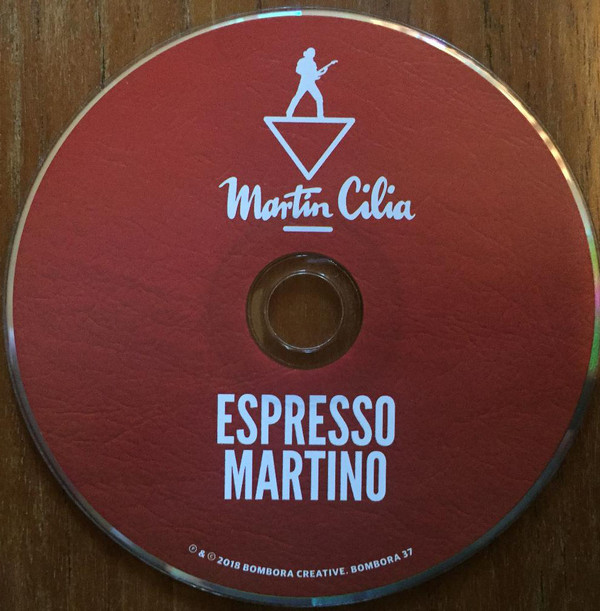 Martin Cilia
ESPRESSO
MARTINO
℗ & © 2018 BOMBORA CREATIVE. BOMBORA 37